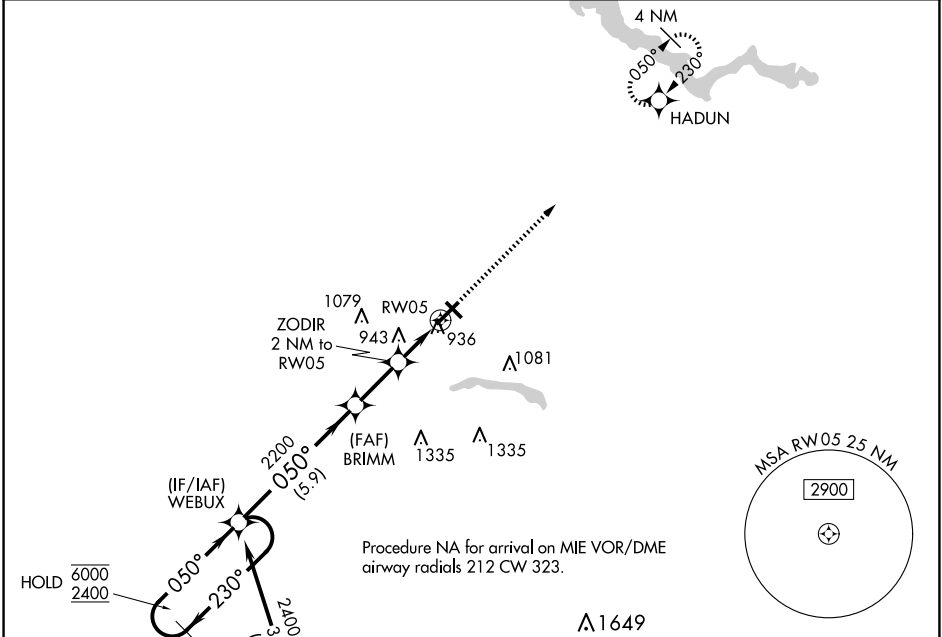 4 NM
050°
230°
HADUN
1079
RW05
ZODIR
2 NM to
RW05
943
936
1081
(FAF)
BRIMM
1335
1335
2200
050°
(5.9)
(IF/IAF)
WEBUX
MSA RW05 25 NM
2900
Procedure NA for arrival on MIE VOR/DME
airway radials 212 CW 323.
HOLD 6000
2400
050°
230°
2400
1649